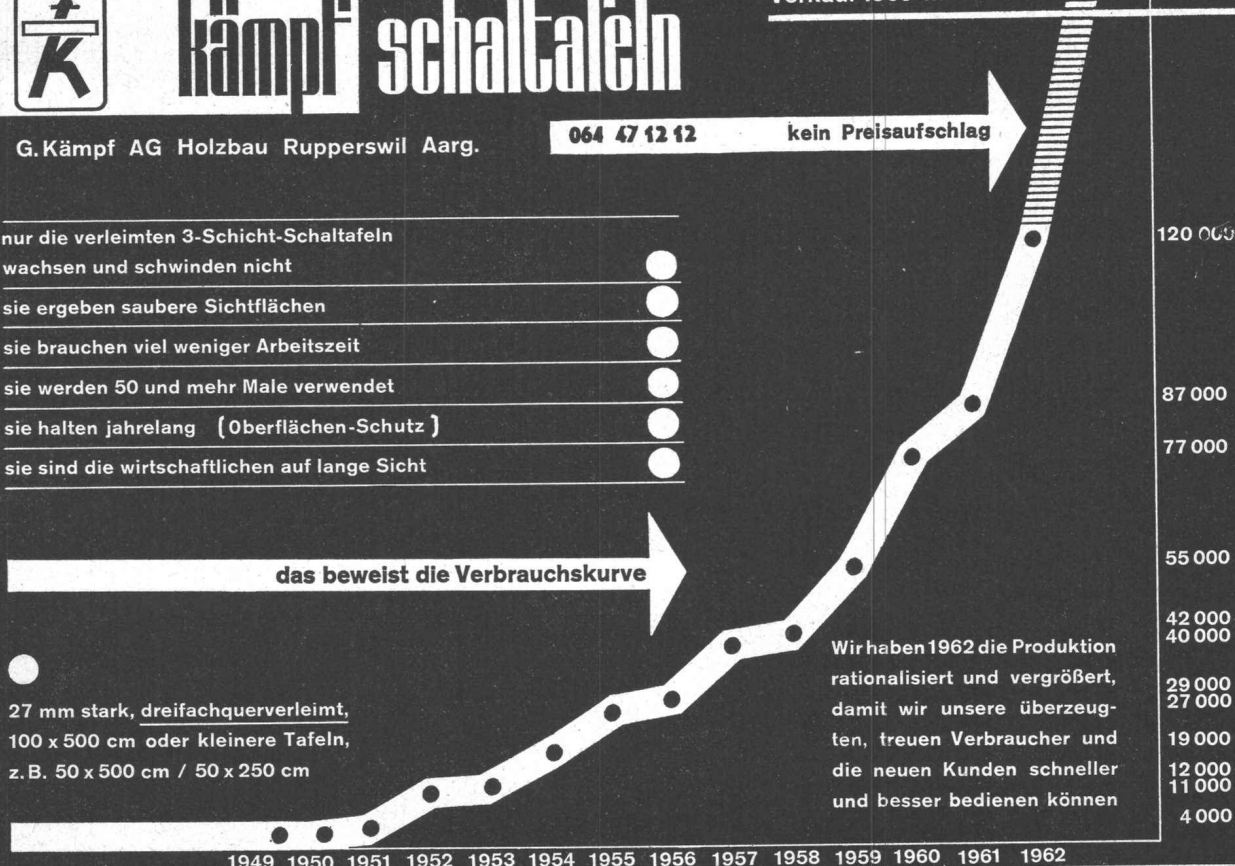 K
kämpf schaltafeln
G. Kämpf AG Holzbau Rupperswil Aarg.
064 47 12 12 kein Preisaufschlag
nur die verleimten 3-Schicht-Schaltafeln
wachsen und schwinden nicht
sie ergeben saubere Sichtflächen
sie brauchen viel weniger Arbeitszeit
sie werden 50 und mehr Male verwendet
sie halten jahrelang (Oberflächen-Schutz)
sie sind die wirtschaftlichen auf lange Sicht
das beweist die Verbrauchskurve
27 mm stark, dreifachquerverleimt,
100 x 500 cm oder kleinere Tafeln,
z.B. 50 x 500 cm / 50 x 250 cm
Wir haben 1962 die Produktion
rationalisiert und vergrößert,
damit wir unsere überzeug-
ten, treuen Verbraucher und
die neuen Kunden schneller
und besser bedienen können
120 000
87 000
77 000
55 000
42 000
40 000
29 000
27 000
19 000
12 000
11 000
4 000
1949 1950 1951 1952 1953 1954 1955 1956 1957 1958 1959 1960 1961 1962